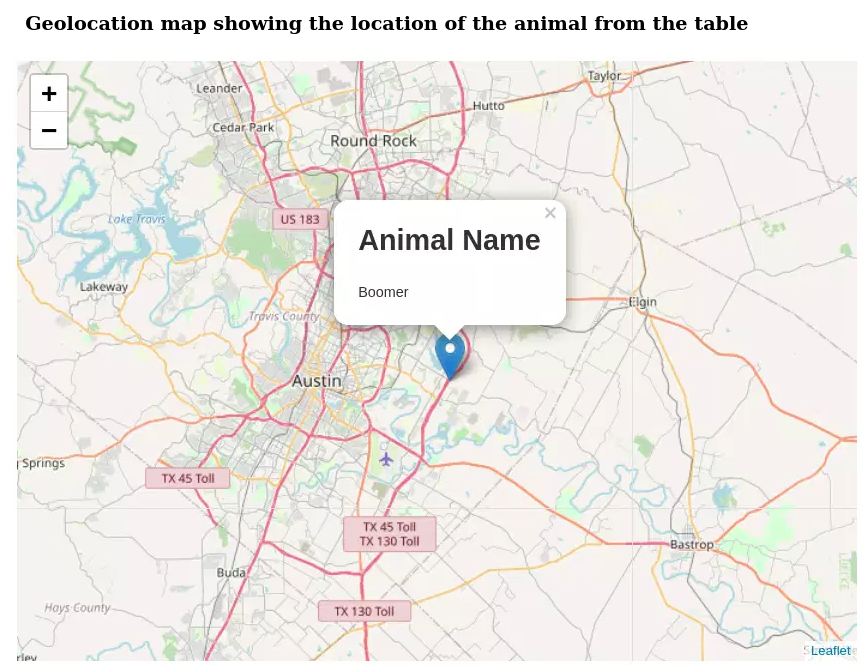 Geolocation map showing the location of the animal from the table
+
−
Leander
Taylor
Hutto
Cedar Park
Round Rock
Lake Travis
US 183
×
Animal Name
Boomer
Lakeway
Elgin
Travis County
Austin
Springs
TX 45 Toll
TX 45 Toll
TX 130 Toll
Bastrop
Buda
Hays County
TX 130 Toll
Leaflet